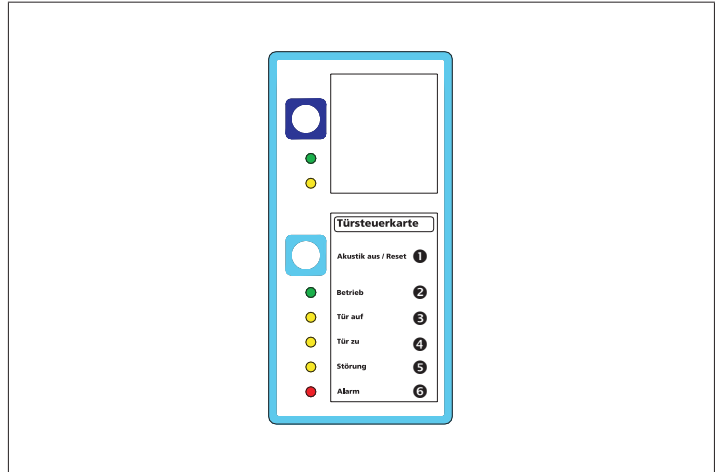 Türsteuerkarte
Akustik aus / Reset ❶
Betrieb ❷
Tür auf ❸
Tür zu ❹
Störung ❺
Alarm ❻